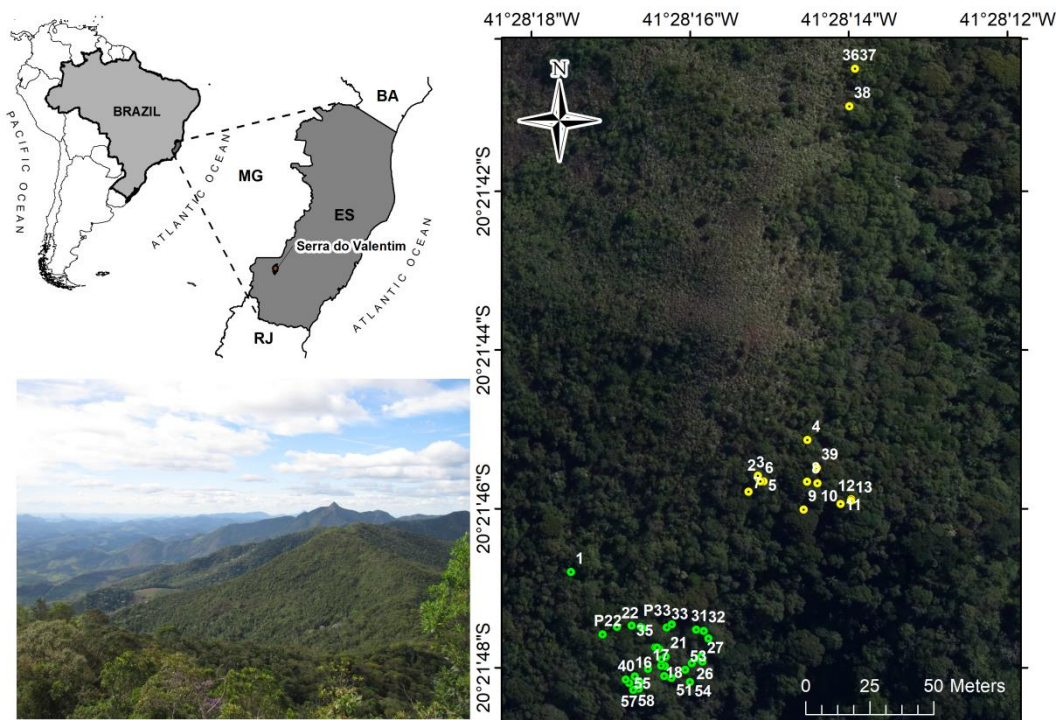 PACIFIC OCEAN
BRAZIL
ATLANTIC OCEAN
BA
MG
ES
Serra do Valentim
RJ
ATLANTIC OCEAN
41°28'18"W 41°28'16"W 41°28'14"W 41°28'12"W
20°21'42"S
20°21'44"S
20°21'46"S
20°21'48"S
N
3637
38
4
39
2 3 6 8
7 5 9 10 12 13
11
1
P22 22 35 P33 33 31 32
21 27
17 53
40 16 18 26
55 51 54
57 58
0 25 50 Meters